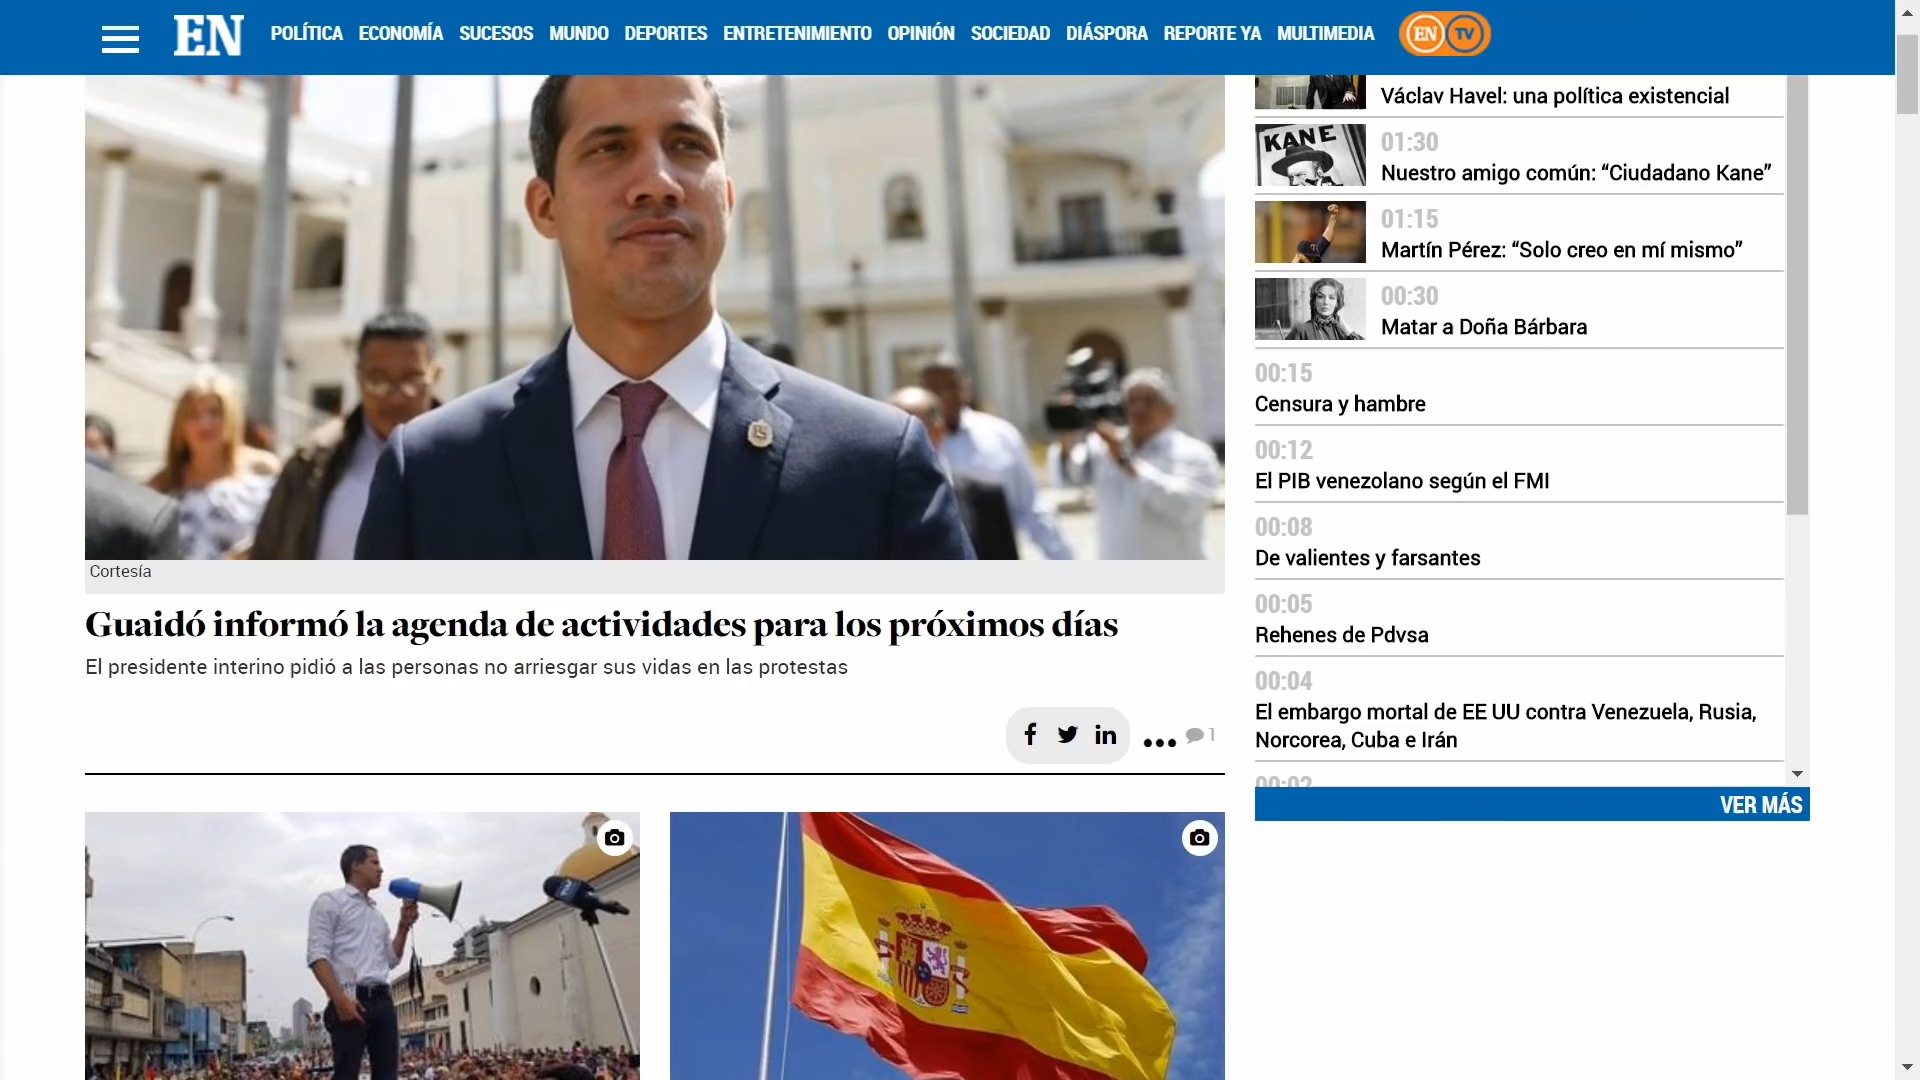 EN
POLÍTICA ECONOMÍA SUCESOS MUNDO DEPORTES ENTRETENIMIENTO OPINIÓN SOCIEDAD DIÁSPORA REPORTE YA MULTIMEDIA
EN TV
Cortesía
Guaidó informó la agenda de actividades para los próximos días
El presidente interino pidió a las personas no arriesgar sus vidas en las protestas
1
Václav Havel: una política existencial
KANE
01:30
Nuestro amigo común: “Ciudadano Kane”
01:15
Martín Pérez: “Solo creo en mí mismo”
00:30
Matar a Doña Bárbara
00:15
Censura y hambre
00:12
El PIB venezolano según el FMI
00:08
De valientes y farsantes
00:05
Rehenes de Pdvsa
00:04
El embargo mortal de EE UU contra Venezuela, Rusia,
Norcorea, Cuba e Irán
00:02
VER MÁS